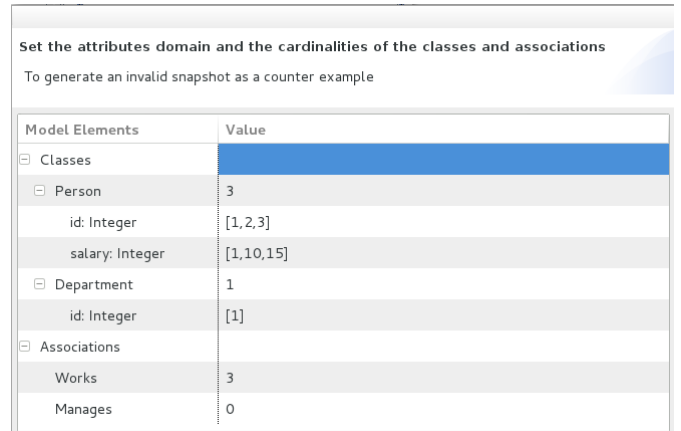 Set the attributes domain and the cardinalities of the classes and associations
To generate an invalid snapshot as a counter example
Model Elements Value
Classes
Person 3
id: Integer [1,2,3]
salary: Integer [1,10,15]
Department 1
id: Integer [1]
Associations
Works 3
Manages 0